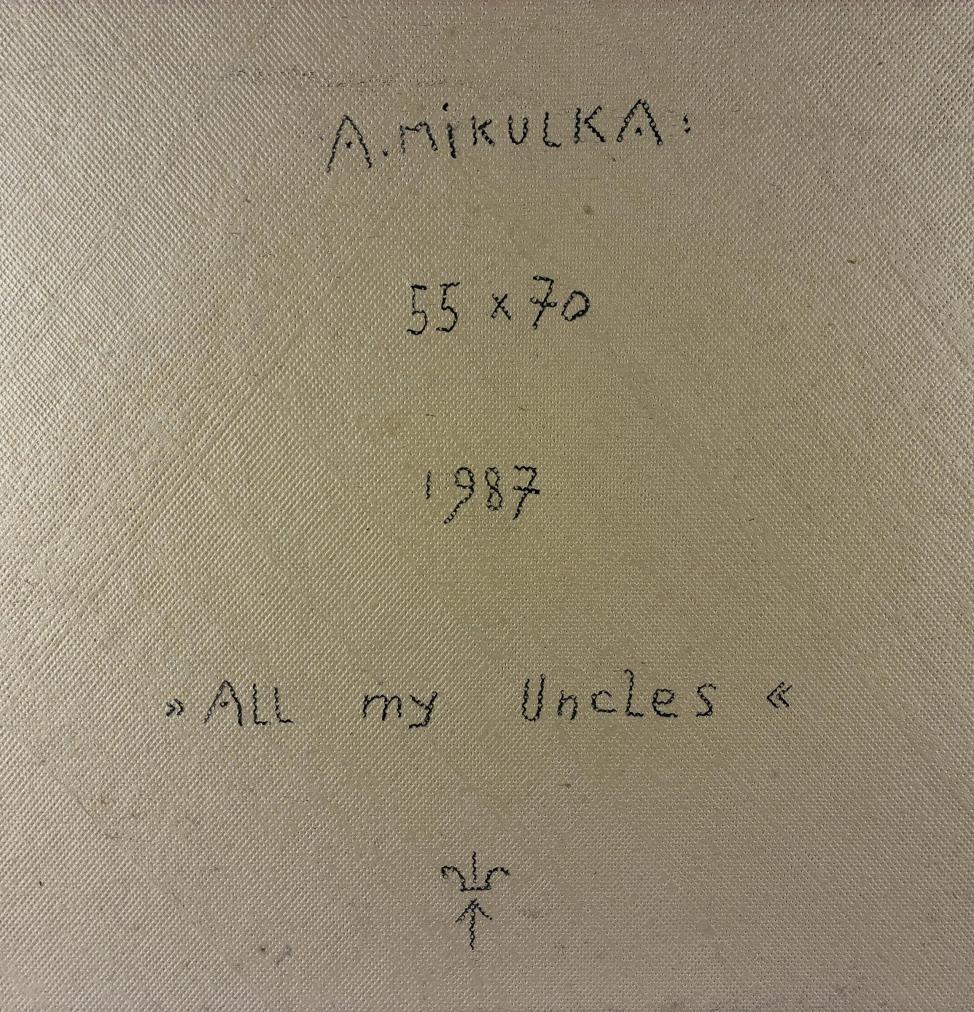 A. MiKULKA:
55 x 70
1987
»ALL my Uncles«